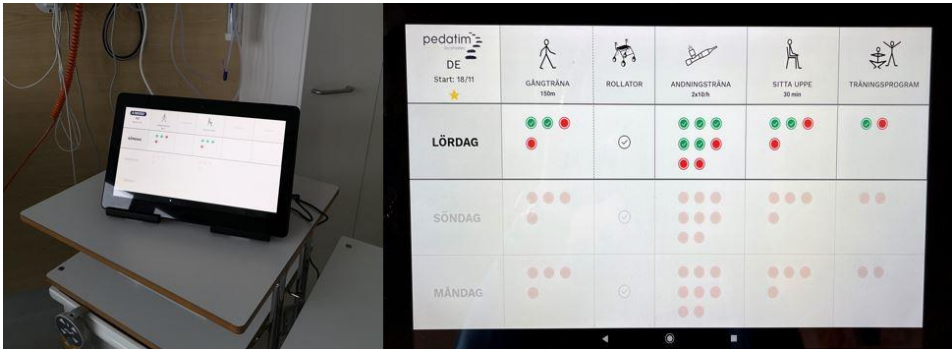 pedatim
DE
Start: 18/11
GÅNGTRÄNA
150m
ROLLATOR
ANDNINGSTRÄNA
2x10/h
SITTA UPPE
30 min
TRÄNINGSPROGRAM
LÖRDAG
SÖNDAG
MÅNDAG